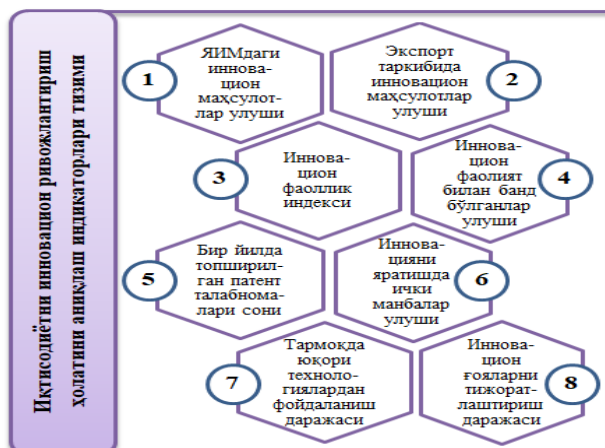 Иқтисодиётни инновацион ривожлантириш
ҳолатини аниқлаш индикаторлари тизими
1
ЯИМдаги
иннова-
цион
маҳсулот-
лар улуши
Экспорт
таркибида
инновацион
маҳсулотлар
улуши
2
3
Иннова-
цион
фаоллик
индекси
Иннова-
цион
фаолият
билан банд
бўлганлар
улуши
4
5
Бир йилда
топширил-
ган патент
талабнома-
лари сони
Иннова-
цияни
яратишда
ички
манбалар
улуши
6
7
Тармоқда
юқори
техноло-
гиялардан
фойдаланиш
даражаси
Иннова-
цион
ғояларни
тижорат-
лаштириш
даражаси
8